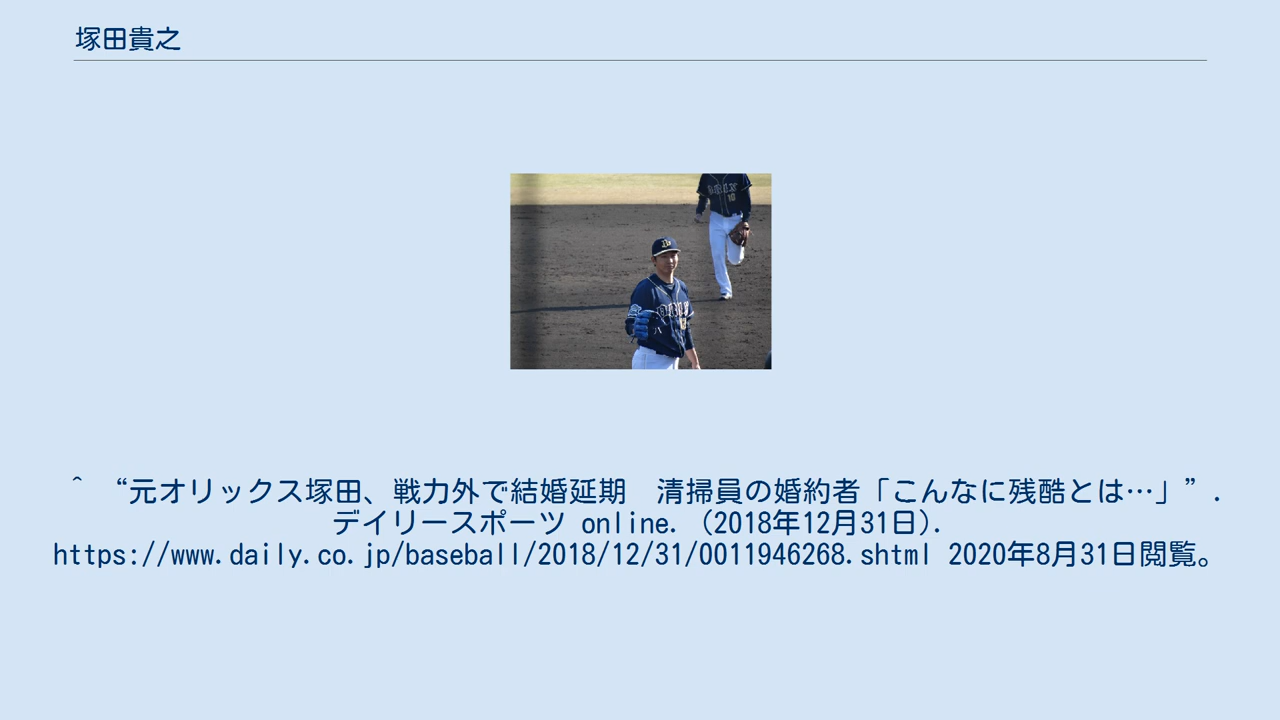 塚田貴之
ORIX
10
^ “元オリックス塚田、戦力外で結婚延期　清掃員の婚約者「こんなに残酷とは…」”.
デイリースポーツ online. (2018年12月31日).
https://www.daily.co.jp/baseball/2018/12/31/0011946268.shtml 2020年8月31日閲覧。